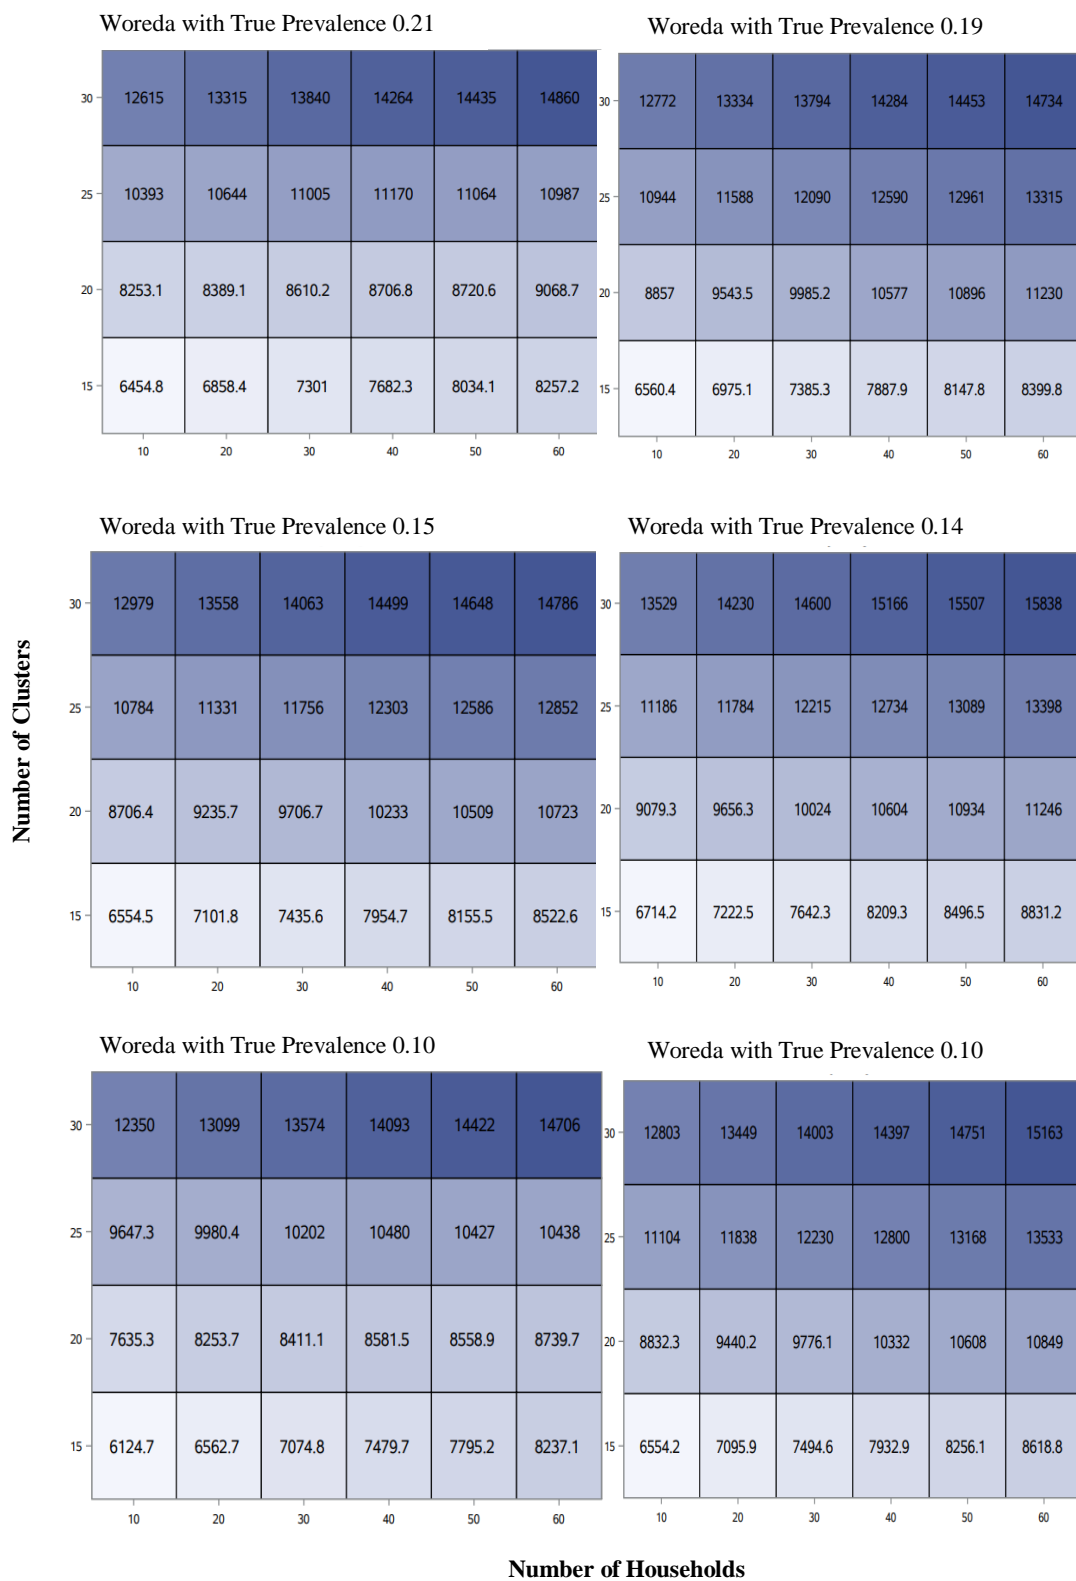 Woreda with True Prevalence 0.21
30 12615 13315 13840 14264 14435 14860
25 10393 10644 11005 11170 11064 10987
20 8253.1 8389.1 8610.2 8706.8 8720.6 9068.7
15 6454.8 6858.4 7301 7682.3 8034.1 8257.2
10 20 30 40 50 60
Woreda with True Prevalence 0.19
30 12772 13334 13794 14284 14453 14734
25 10944 11588 12090 12590 12961 13315
20 8857 9543.5 9985.2 10577 10896 11230
15 6560.4 6975.1 7385.3 7887.9 8147.8 8399.8
10 20 30 40 50 60
Number of Clusters
Woreda with True Prevalence 0.15
30 12979 13558 14063 14499 14648 14786
25 10784 11331 11756 12303 12586 12852
20 8706.4 9235.7 9706.7 10233 10509 10723
15 6554.5 7101.8 7435.6 7954.7 8155.5 8522.6
10 20 30 40 50 60
Woreda with True Prevalence 0.14
30 13529 14230 14600 15166 15507 15838
25 11186 11784 12215 12734 13089 13398
20 9079.3 9656.3 10024 10604 10934 11246
15 6714.2 7222.5 7642.3 8209.3 8496.5 8831.2
10 20 30 40 50 60
Woreda with True Prevalence 0.10
30 12350 13099 13574 14093 14422 14706
25 9647.3 9980.4 10202 10480 10427 10438
20 7635.3 8253.7 8411.1 8581.5 8558.9 8739.7
15 6124.7 6562.7 7074.8 7479.7 7795.2 8237.1
10 20 30 40 50 60
Woreda with True Prevalence 0.10
30 12803 13449 14003 14397 14751 15163
25 11104 11838 12230 12800 13168 13533
20 8832.3 9440.2 9776.1 10332 10608 10849
15 6554.2 7095.9 7494.6 7932.9 8256.1 8618.8
10 20 30 40 50 60
Number of Households